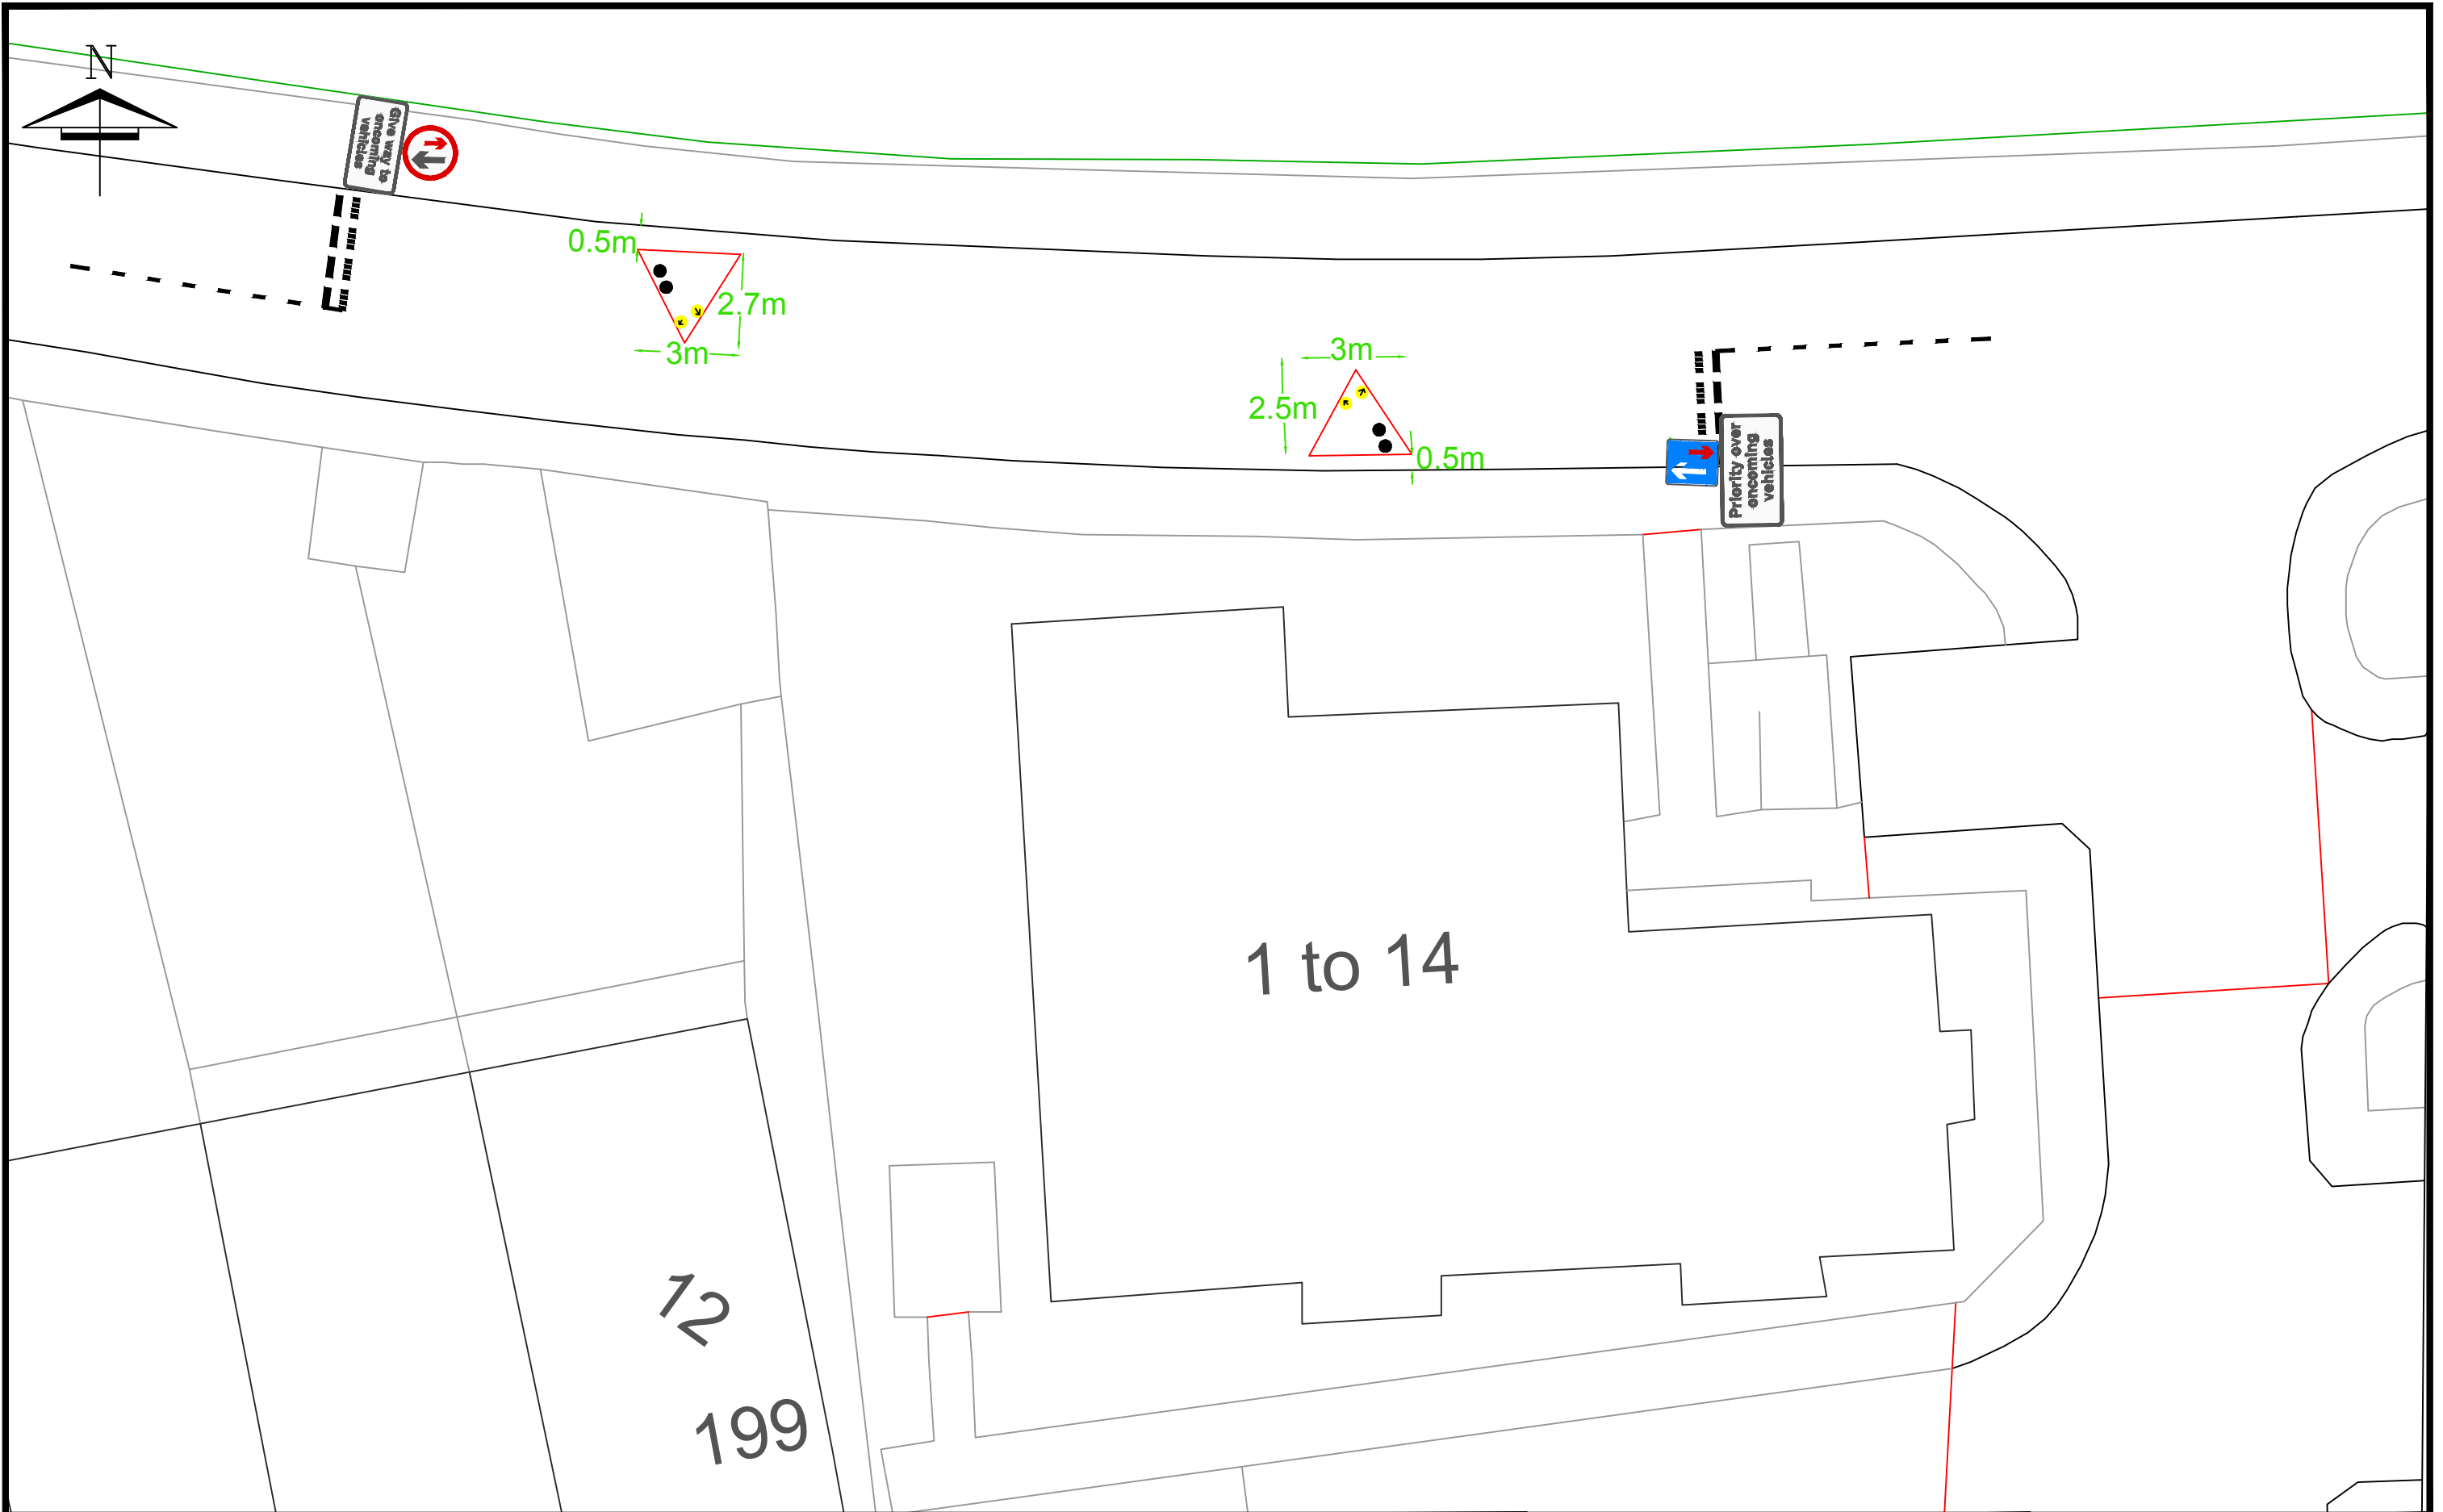 N
Give way to
oncoming
vehicles
0.5m
2.7m
3m
3m
2.5m
0.5m
Priority over
oncoming
vehicles
1 to 14
12
199